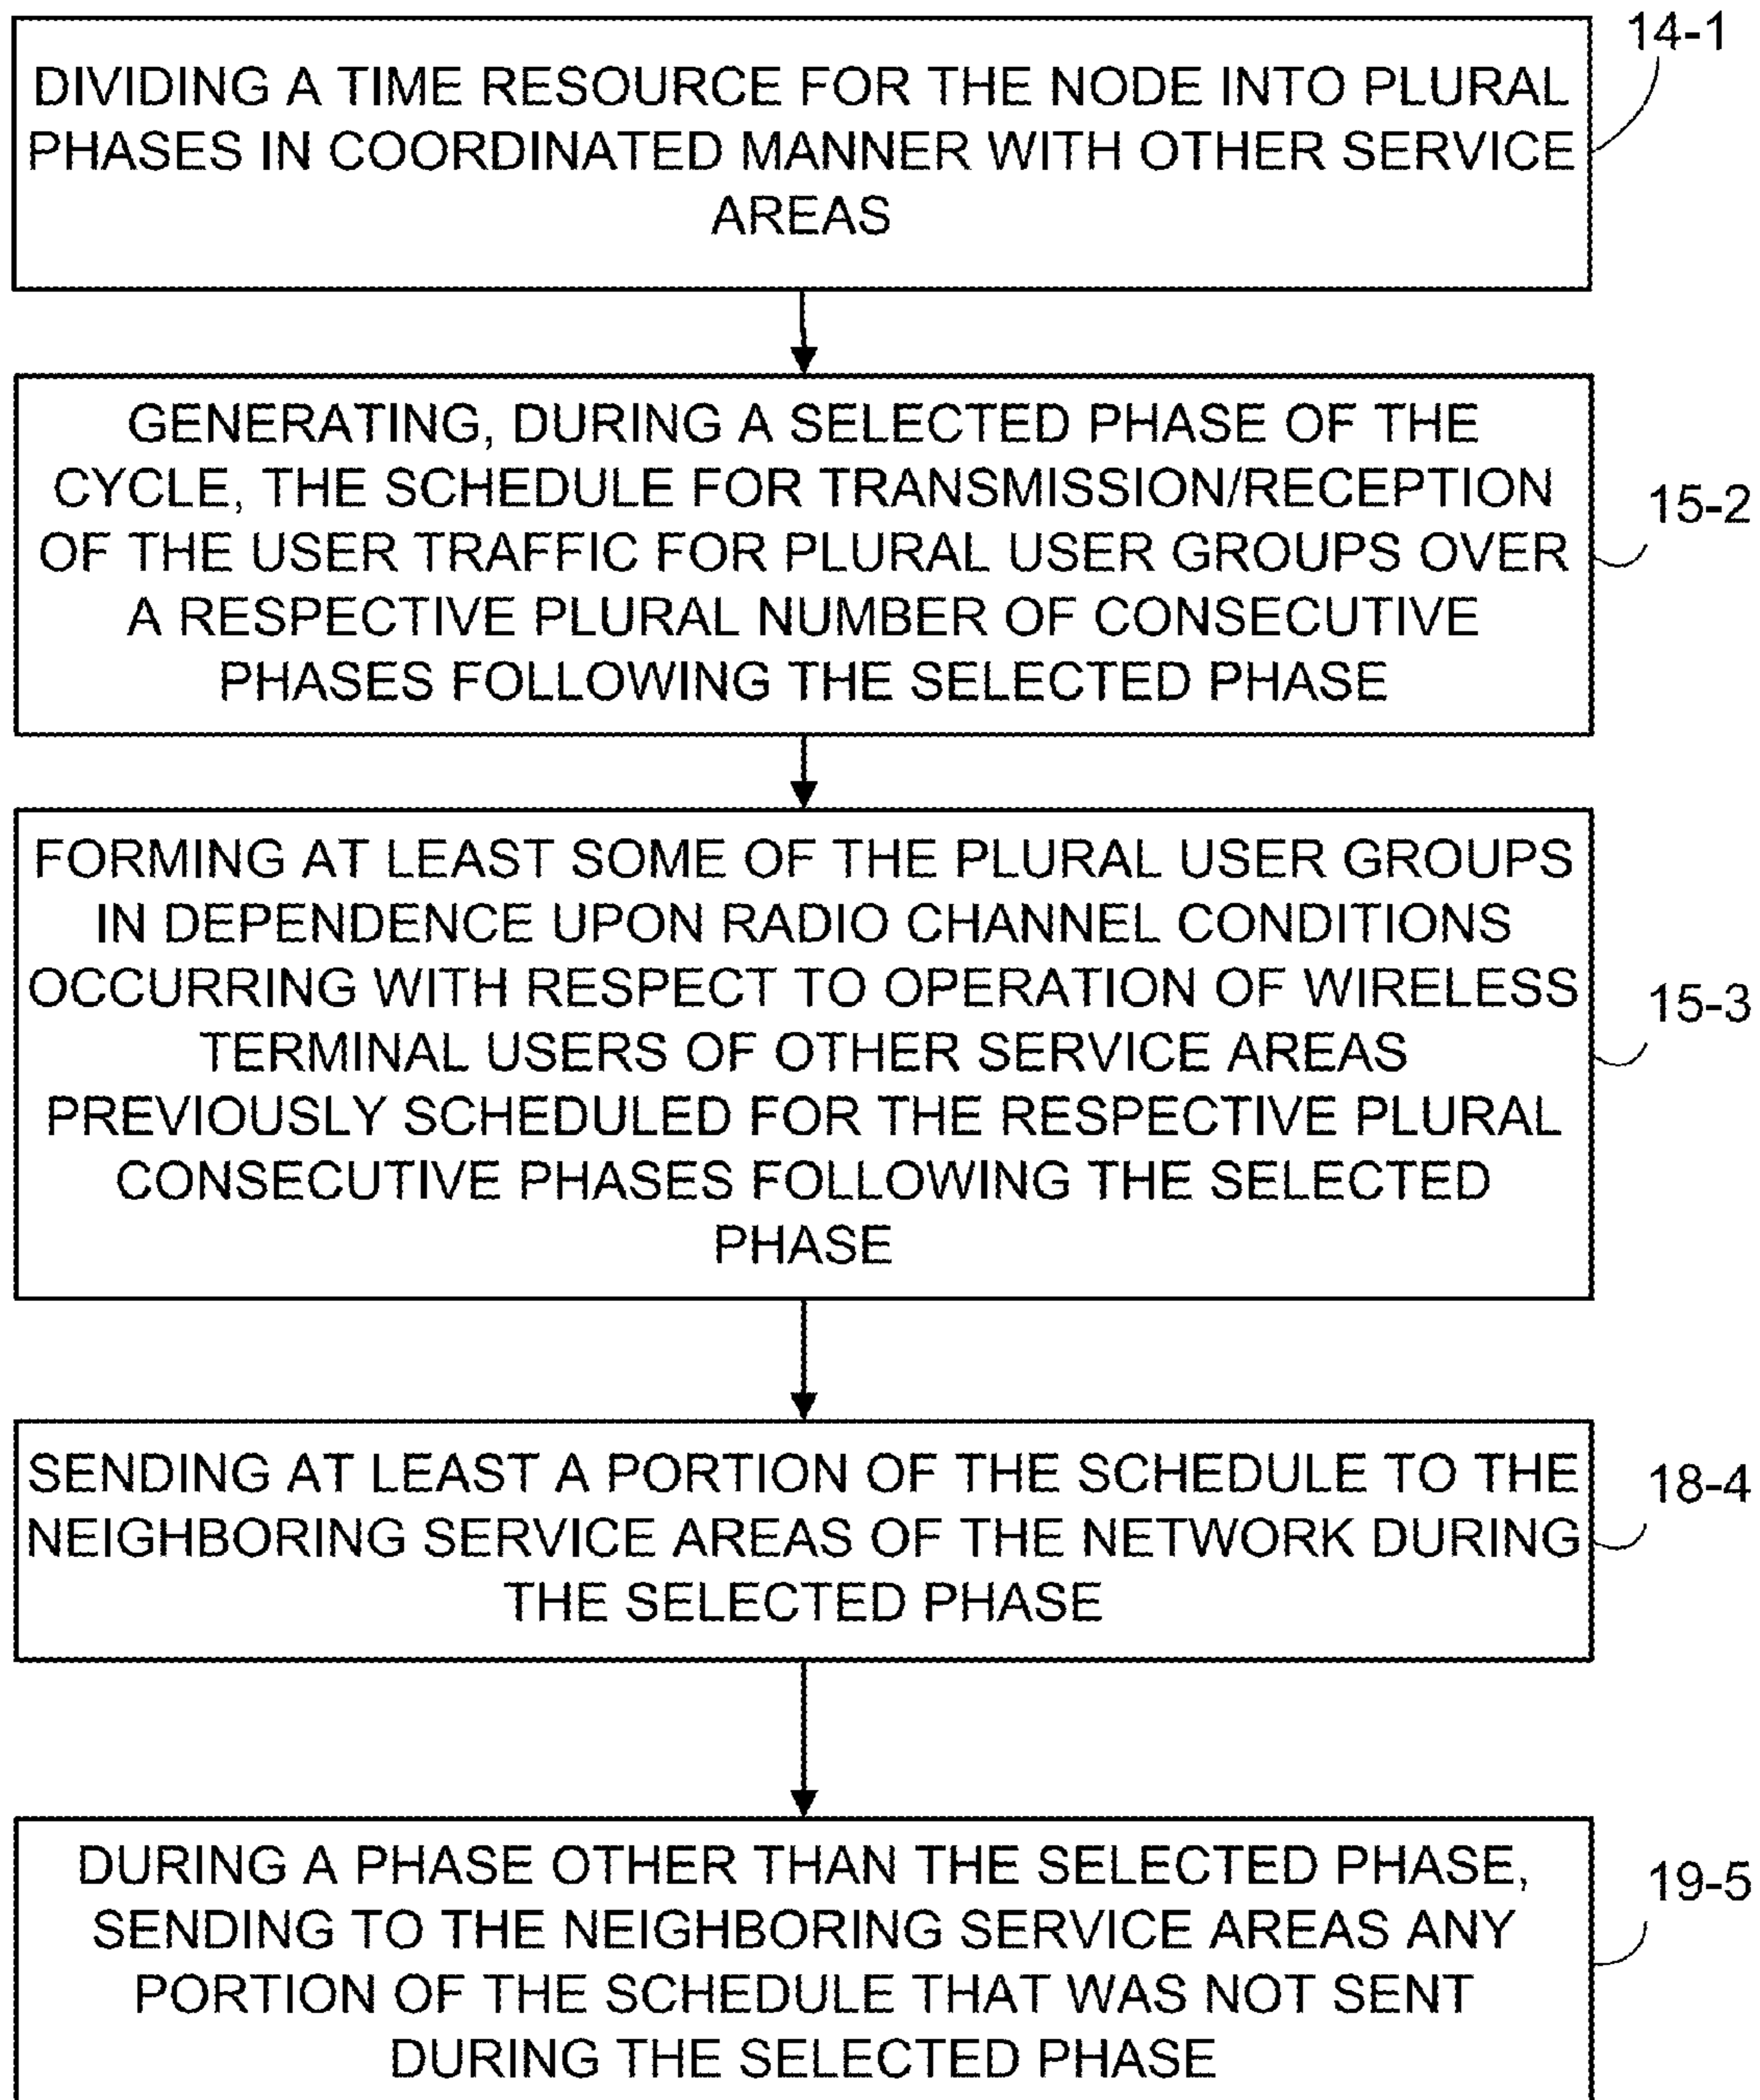 14-1
DIVIDING A TIME RESOURCE FOR THE NODE INTO PLURAL
PHASES IN COORDINATED MANNER WITH OTHER SERVICE
AREAS
GENERATING, DURING A SELECTED PHASE OF THE
CYCLE, THE SCHEDULE FOR TRANSMISSION/RECEPTION
15-2
OF THE USER TRAFFIC FOR PLURAL USER GROUPS OVER
A RESPECTIVE PLURAL NUMBER OF CONSECUTIVE
PHASES FOLLOWING THE SELECTED PHASE
FORMING AT LEAST SOME OF THE PLURAL USER GROUPS
IN DEPENDENCE UPON RADIO CHANNEL CONDITIONS
OCCURRING WITH RESPECT TO OPERATION OF WIRELESS
15-3
TERMINAL USERS OF OTHER SERVICE AREAS
PREVIOUSLY SCHEDULED FOR THE RESPECTIVE PLURAL
CONSECUTIVE PHASES FOLLOWING THE SELECTED
PHASE
SENDING AT LEAST A PORTION OF THE SCHEDULE TO THE
18-4
NEIGHBORING SERVICE AREAS OF THE NETWORK DURING
THE SELECTED PHASE
DURING A PHASE OTHER THAN THE SELECTED PHASE,
19-5
SENDING TO THE NEIGHBORING SERVICE AREAS ANY
PORTION OF THE SCHEDULE THAT WAS NOT SENT
DURING THE SELECTED PHASE